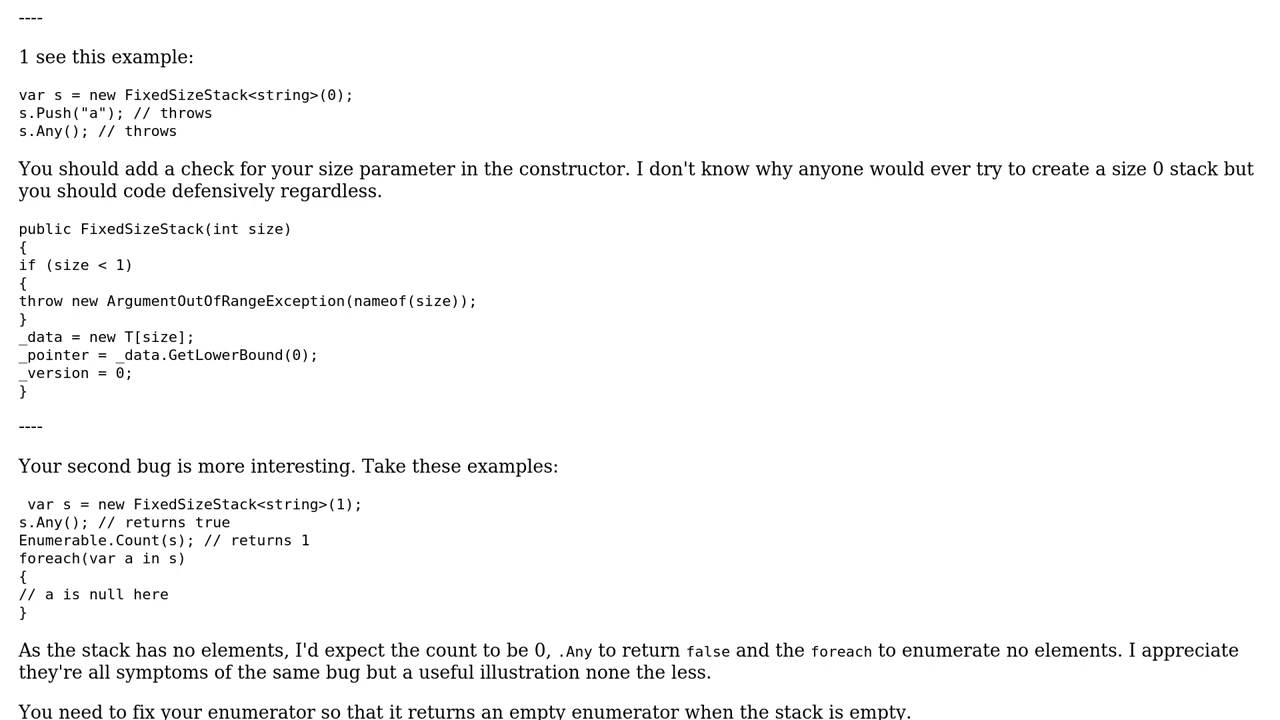 ----
1 see this example:
var s = new FixedSizeStack<string>(0);
s.Push("a"); // throws
s.Any(); // throws
You should add a check for your size parameter in the constructor. I don't know why anyone would ever try to create a size 0 stack but
you should code defensively regardless.
public FixedSizeStack(int size)
{
if (size < 1)
{
throw new ArgumentOutOfRangeException(nameof(size));
}
_data = new T[size];
_pointer = _data.GetLowerBound(0);
_version = 0;
}
----
Your second bug is more interesting. Take these examples:
var s = new FixedSizeStack<string>(1);
s.Any(); // returns true
Enumerable.Count(s); // returns 1
foreach(var a in s)
{
// a is null here
}
As the stack has no elements, I'd expect the count to be 0, .Any to return false and the foreach to enumerate no elements. I appreciate
they're all symptoms of the same bug but a useful illustration none the less.
You need to fix your enumerator so that it returns an empty enumerator when the stack is empty.